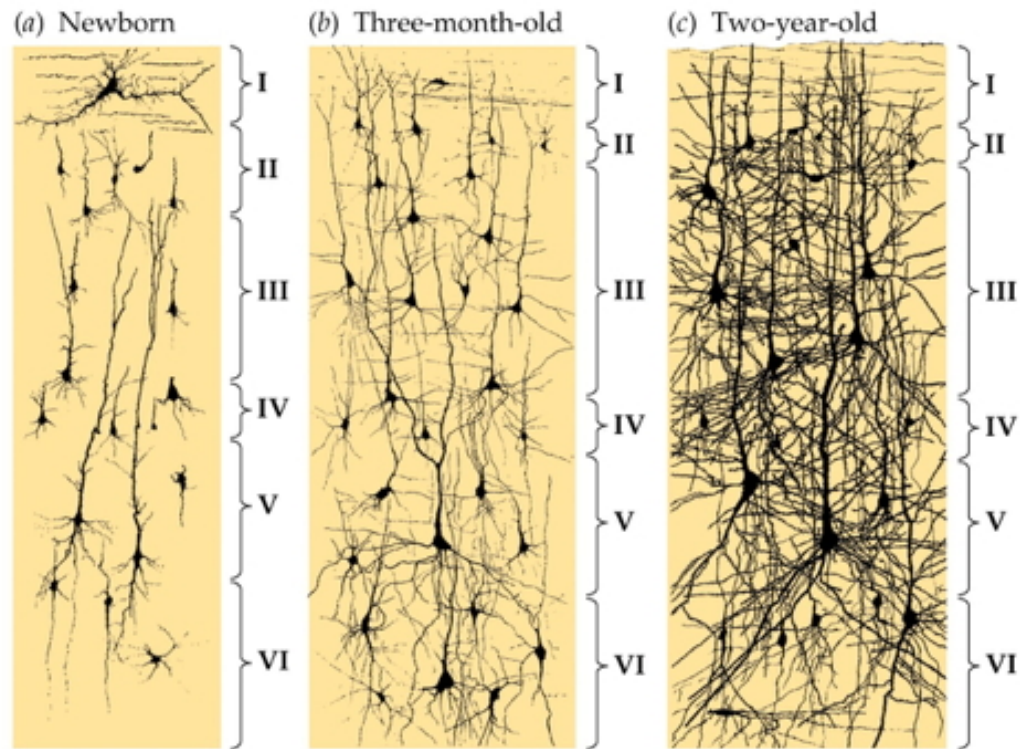 (a) Newborn
I
II
III
IV
V
VI
(b) Three-month-old
I
II
III
IV
V
VI
(c) Two-year-old
I
II
III
IV
V
VI